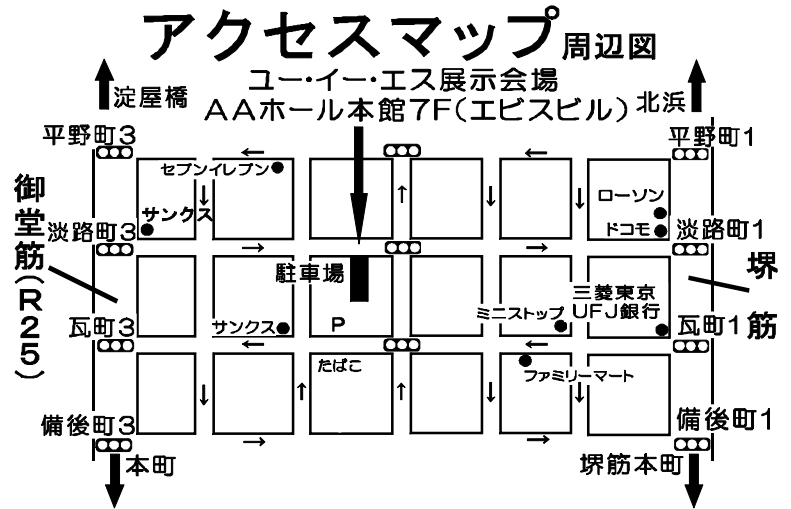 アクセスマップ周辺図
ユー・イー・エス展示会場
AAホール本館7F(エビスビル)
淀屋橋
北浜
平野町3
平野町1
セブンイレブン
御堂筋(R25)
サンクス
ローソン
ドコモ
淡路町3
淡路町1
堺筋
駐車場
三菱東京
UFJ銀行
ミニストップ
瓦町3
サンクス
P
瓦町1
たばこ
ファミリーマート
備後町3
備後町1
本町
堺筋本町